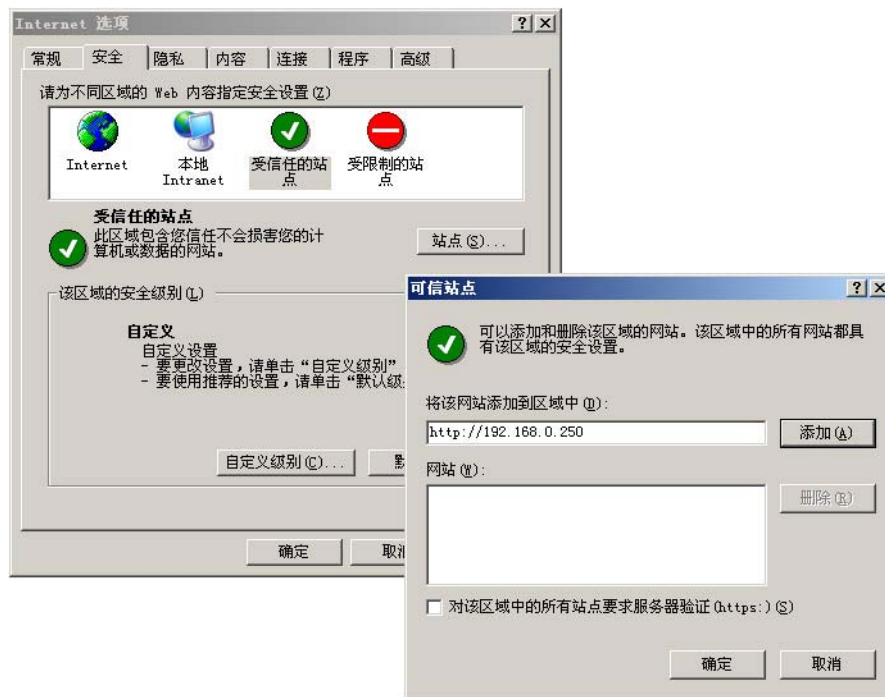 Internet 选项
常规 安全 隐私 内容 连接 程序 高级
请为不同区域的 Web 内容指定安全设置(Z)
Internet
本地
Intranet
受信任的站
点
受限制的站
点
受信任的站点
此区域包含您信任不会损害您的计
算机或数据的网站。
站点(S)...
该区域的安全级别(L)
自定义
自定义设置
- 要更改设置，请单击“自定义级别”
- 要使用推荐的设置，请单击“默认级
自定义级别(C)...
确定
取消
可信站点
可以添加和删除该区域的网站。该区域中的所有网站都具
有该区域的安全设置。
将该网站添加到区域中(D):
http://192.168.0.250
添加(A)
网站(W):
删除(R)
对该区域中的所有站点要求服务器验证(https:)(S)
确定
取消